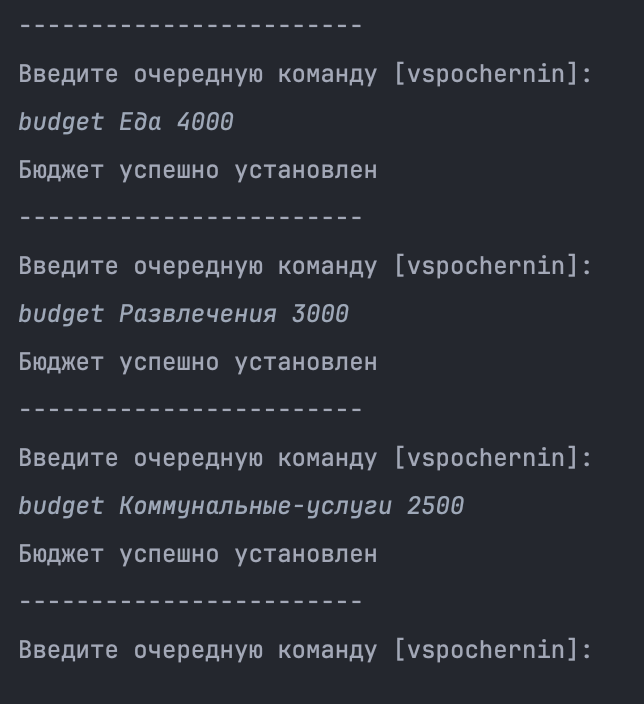 ------------------------
Введите очередную команду [vspochernin]:
budget Еда 4000
Бюджет успешно установлен
------------------------
Введите очередную команду [vspochernin]:
budget Развлечения 3000
Бюджет успешно установлен
------------------------
Введите очередную команду [vspochernin]:
budget Коммунальные-услуги 2500
Бюджет успешно установлен
------------------------
Введите очередную команду [vspochernin]: